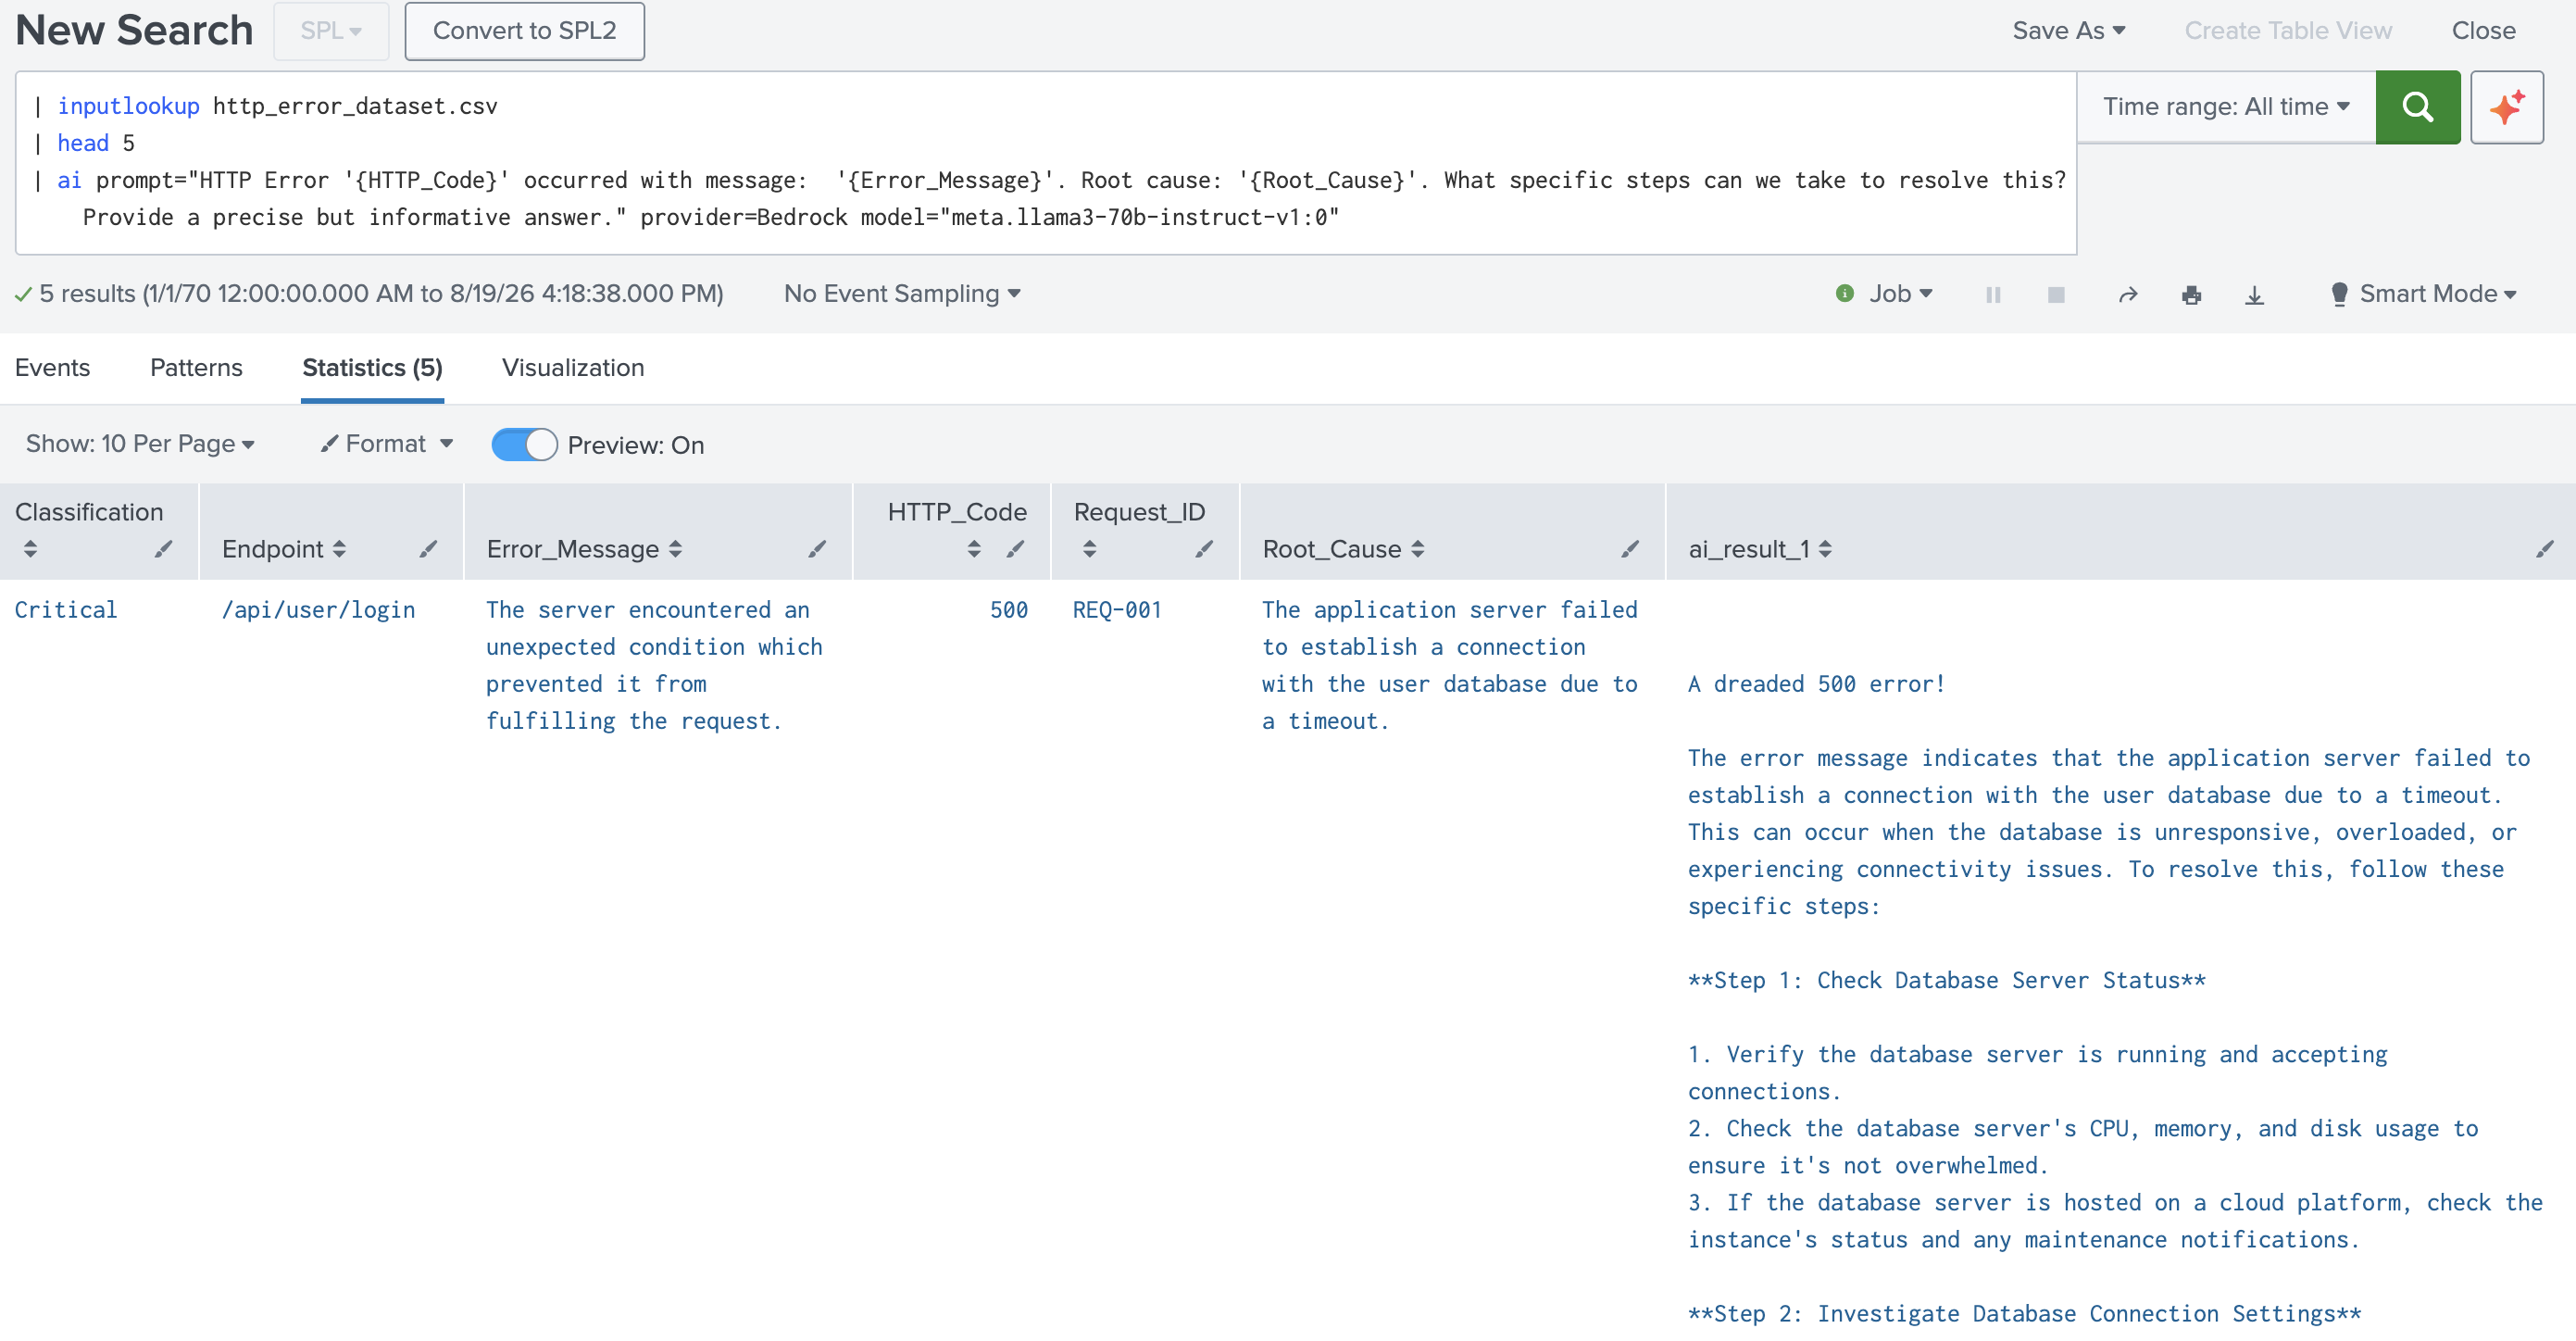 New Search SPL Convert to SPL2 Save As Create Table View Close
| inputlookup http_error_dataset.csv
| head 5
| ai prompt="HTTP Error '{HTTP_Code}' occurred with message:  '{Error_Message}'. Root cause: '{Root_Cause}'. What specific steps can we take to resolve this?
Provide a precise but informative answer." provider=Bedrock model="meta.llama3-70b-instruct-v1:0"
Time range: All time
5 results (1/1/70 12:00:00.000 AM to 8/19/26 4:18:38.000 PM) No Event Sampling Job Smart Mode
Events Patterns Statistics (5) Visualization
Show: 10 Per Page Format Preview: On
Classification Endpoint Error_Message HTTP_Code Request_ID Root_Cause ai_result_1
Critical
/api/user/login
The server encountered an
unexpected condition which
prevented it from
fulfilling the request.
500
REQ-001
The application server failed
to establish a connection
with the user database due to
a timeout.
A dreaded 500 error!
The error message indicates that the application server failed to
establish a connection with the user database due to a timeout.
This can occur when the database is unresponsive, overloaded, or
experiencing connectivity issues. To resolve this, follow these
specific steps:
**Step 1: Check Database Server Status**
1. Verify the database server is running and accepting
connections.
2. Check the database server's CPU, memory, and disk usage to
ensure it's not overwhelmed.
3. If the database server is hosted on a cloud platform, check the
instance's status and any maintenance notifications.
**Step 2: Investigate Database Connection Settings**